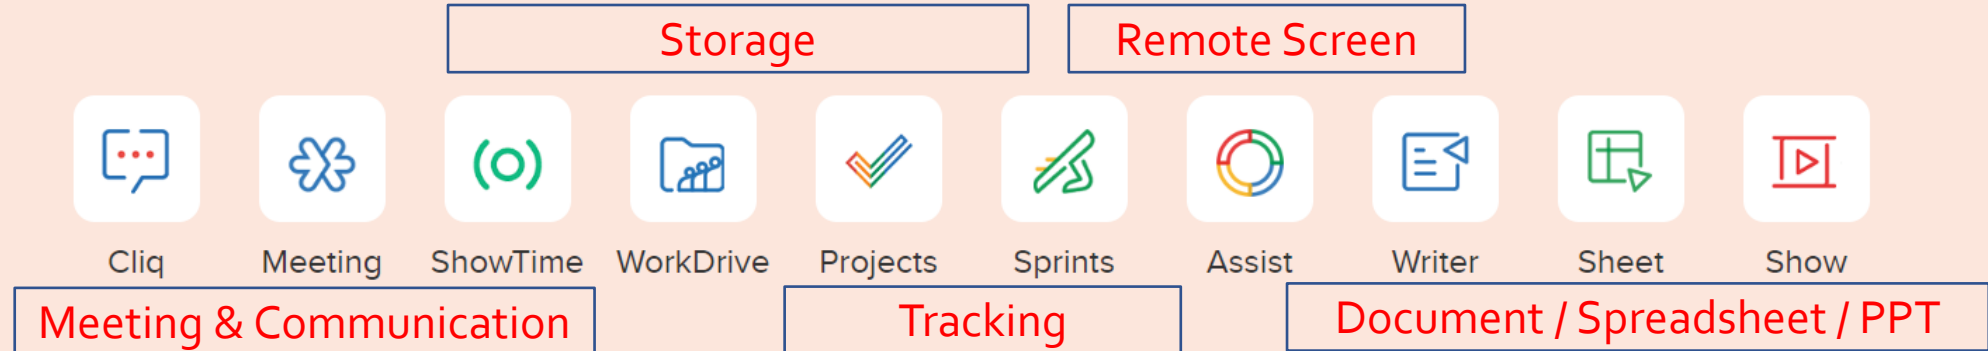 Storage
Remote Screen
Cliq
Meeting
ShowTime
WorkDrive
Projects
Sprints
Assist
Writer
Sheet
Show
Meeting & Communication
Tracking
Document / Spreadsheet / PPT